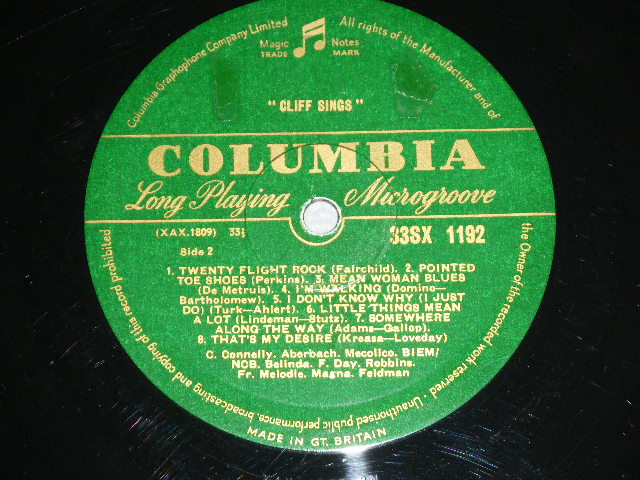 Columbia Graphophone Company Limited
All rights of the Manufacturer and of
the Owner of the recorded work reserved · Unauthorised public performance, broadcasting and copying of this record prohibited
Magic Notes
TRADE MARK
"CLIFF SINGS"
COLUMBIA
Long Playing Microgroove
(XAX.1809) 33⅓
33SX 1192
Side 2
1. TWENTY FLIGHT ROCK (Fairchild). 2. POINTED
TOE SHOES (Perkins). 3. MEAN WOMAN BLUES
(De Metruis). 4. I'M WALKING (Domino—
Bartholomew). 5. I DON'T KNOW WHY (I JUST
DO) (Turk—Ahlert). 6. LITTLE THINGS MEAN
A LOT (Lindeman—Stutz). 7. SOMEWHERE
ALONG THE WAY (Adams—Gallop).
8. THAT'S MY DESIRE (Kresa—Loveday)
C. Connelly. Aberbach. Mecolico. BIEM/
NCB. Belinda. F. Day. Robbins.
Fr. Melodie. Magna. Feldman
MADE IN GT. BRITAIN